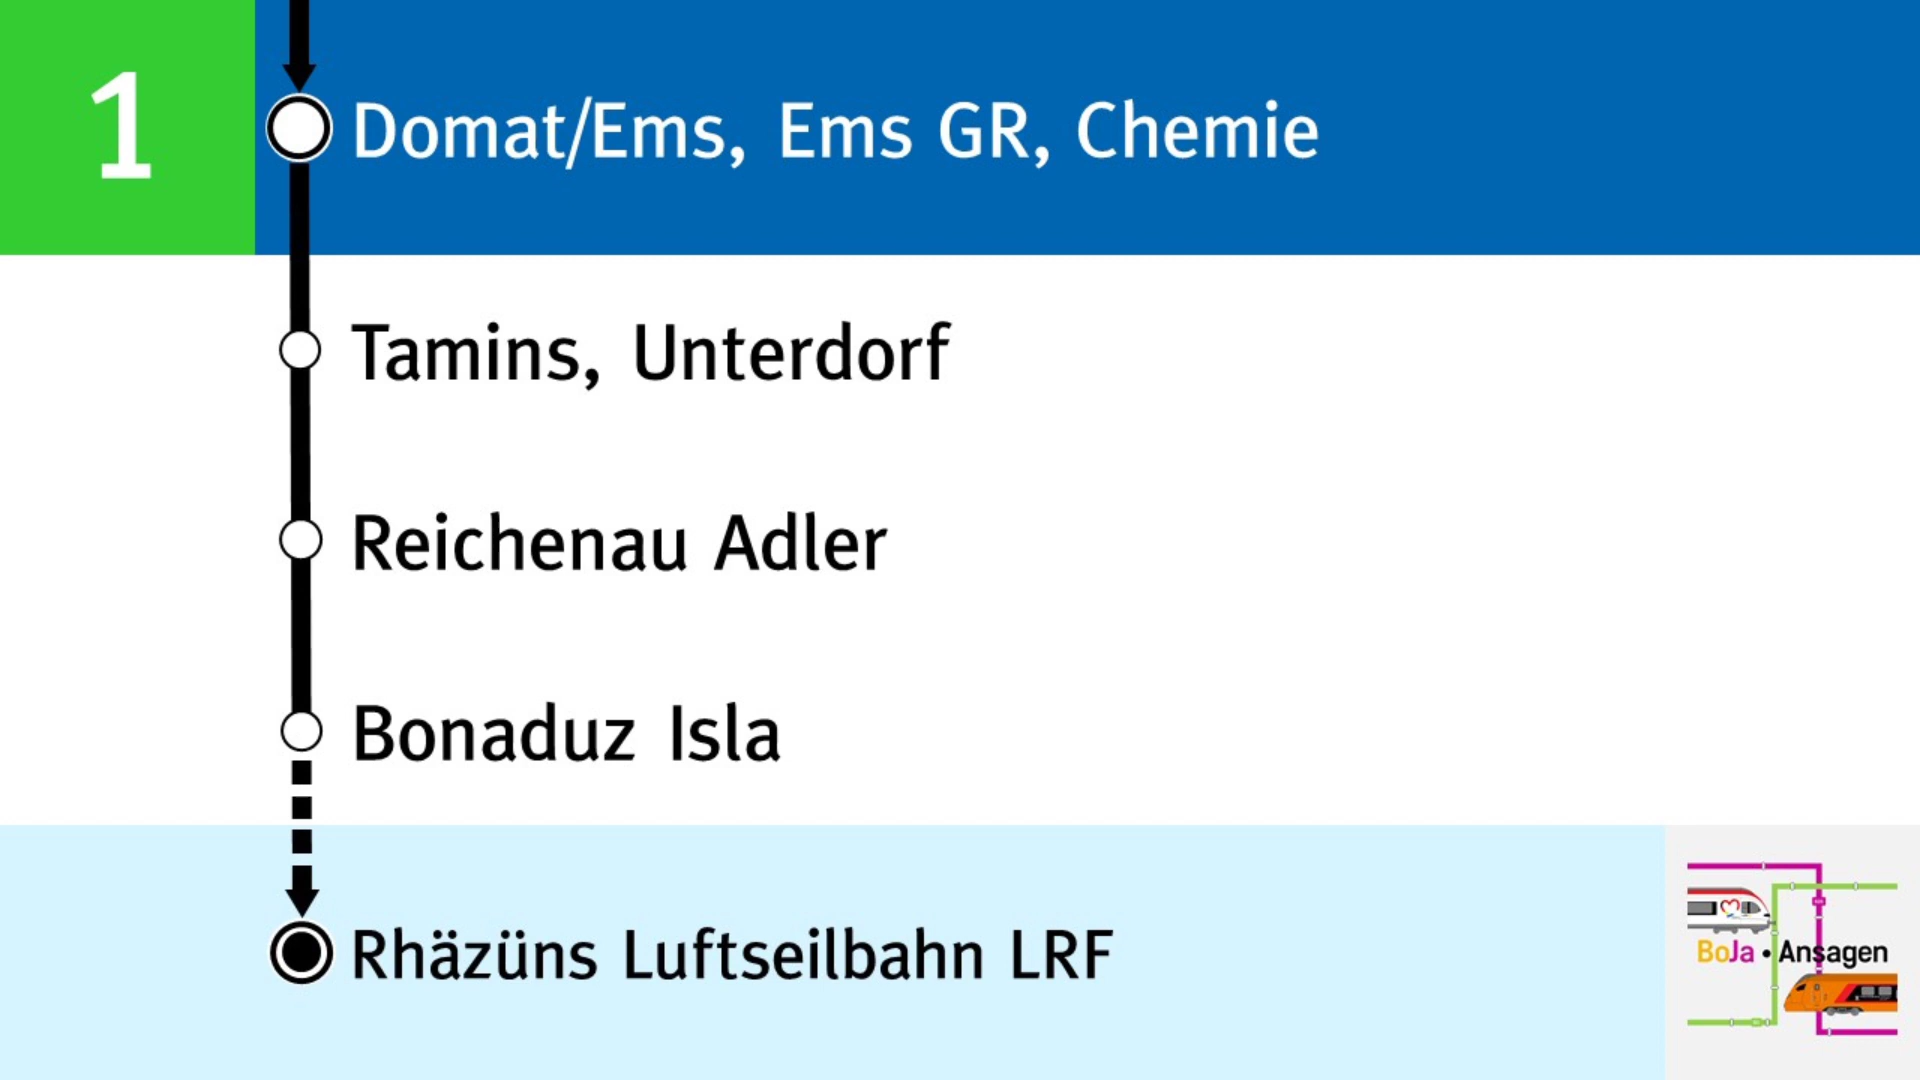 1
Domat/Ems, Ems GR, Chemie
Tamins, Unterdorf
Reichenau Adler
Bonaduz Isla
Rhäzüns Luftseilbahn LRF
BoJa • Ansagen